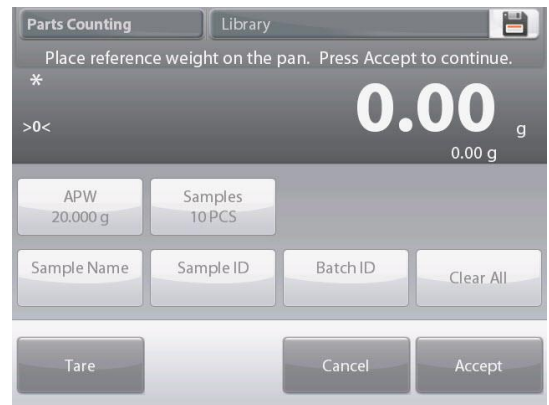 Parts Counting
Library
Place reference weight on the pan. Press Accept to continue.
*
>0<
0.00 g
0.00 g
APW
20.000 g
Samples
10 PCS
Sample Name
Sample ID
Batch ID
Clear All
Tare
Cancel
Accept